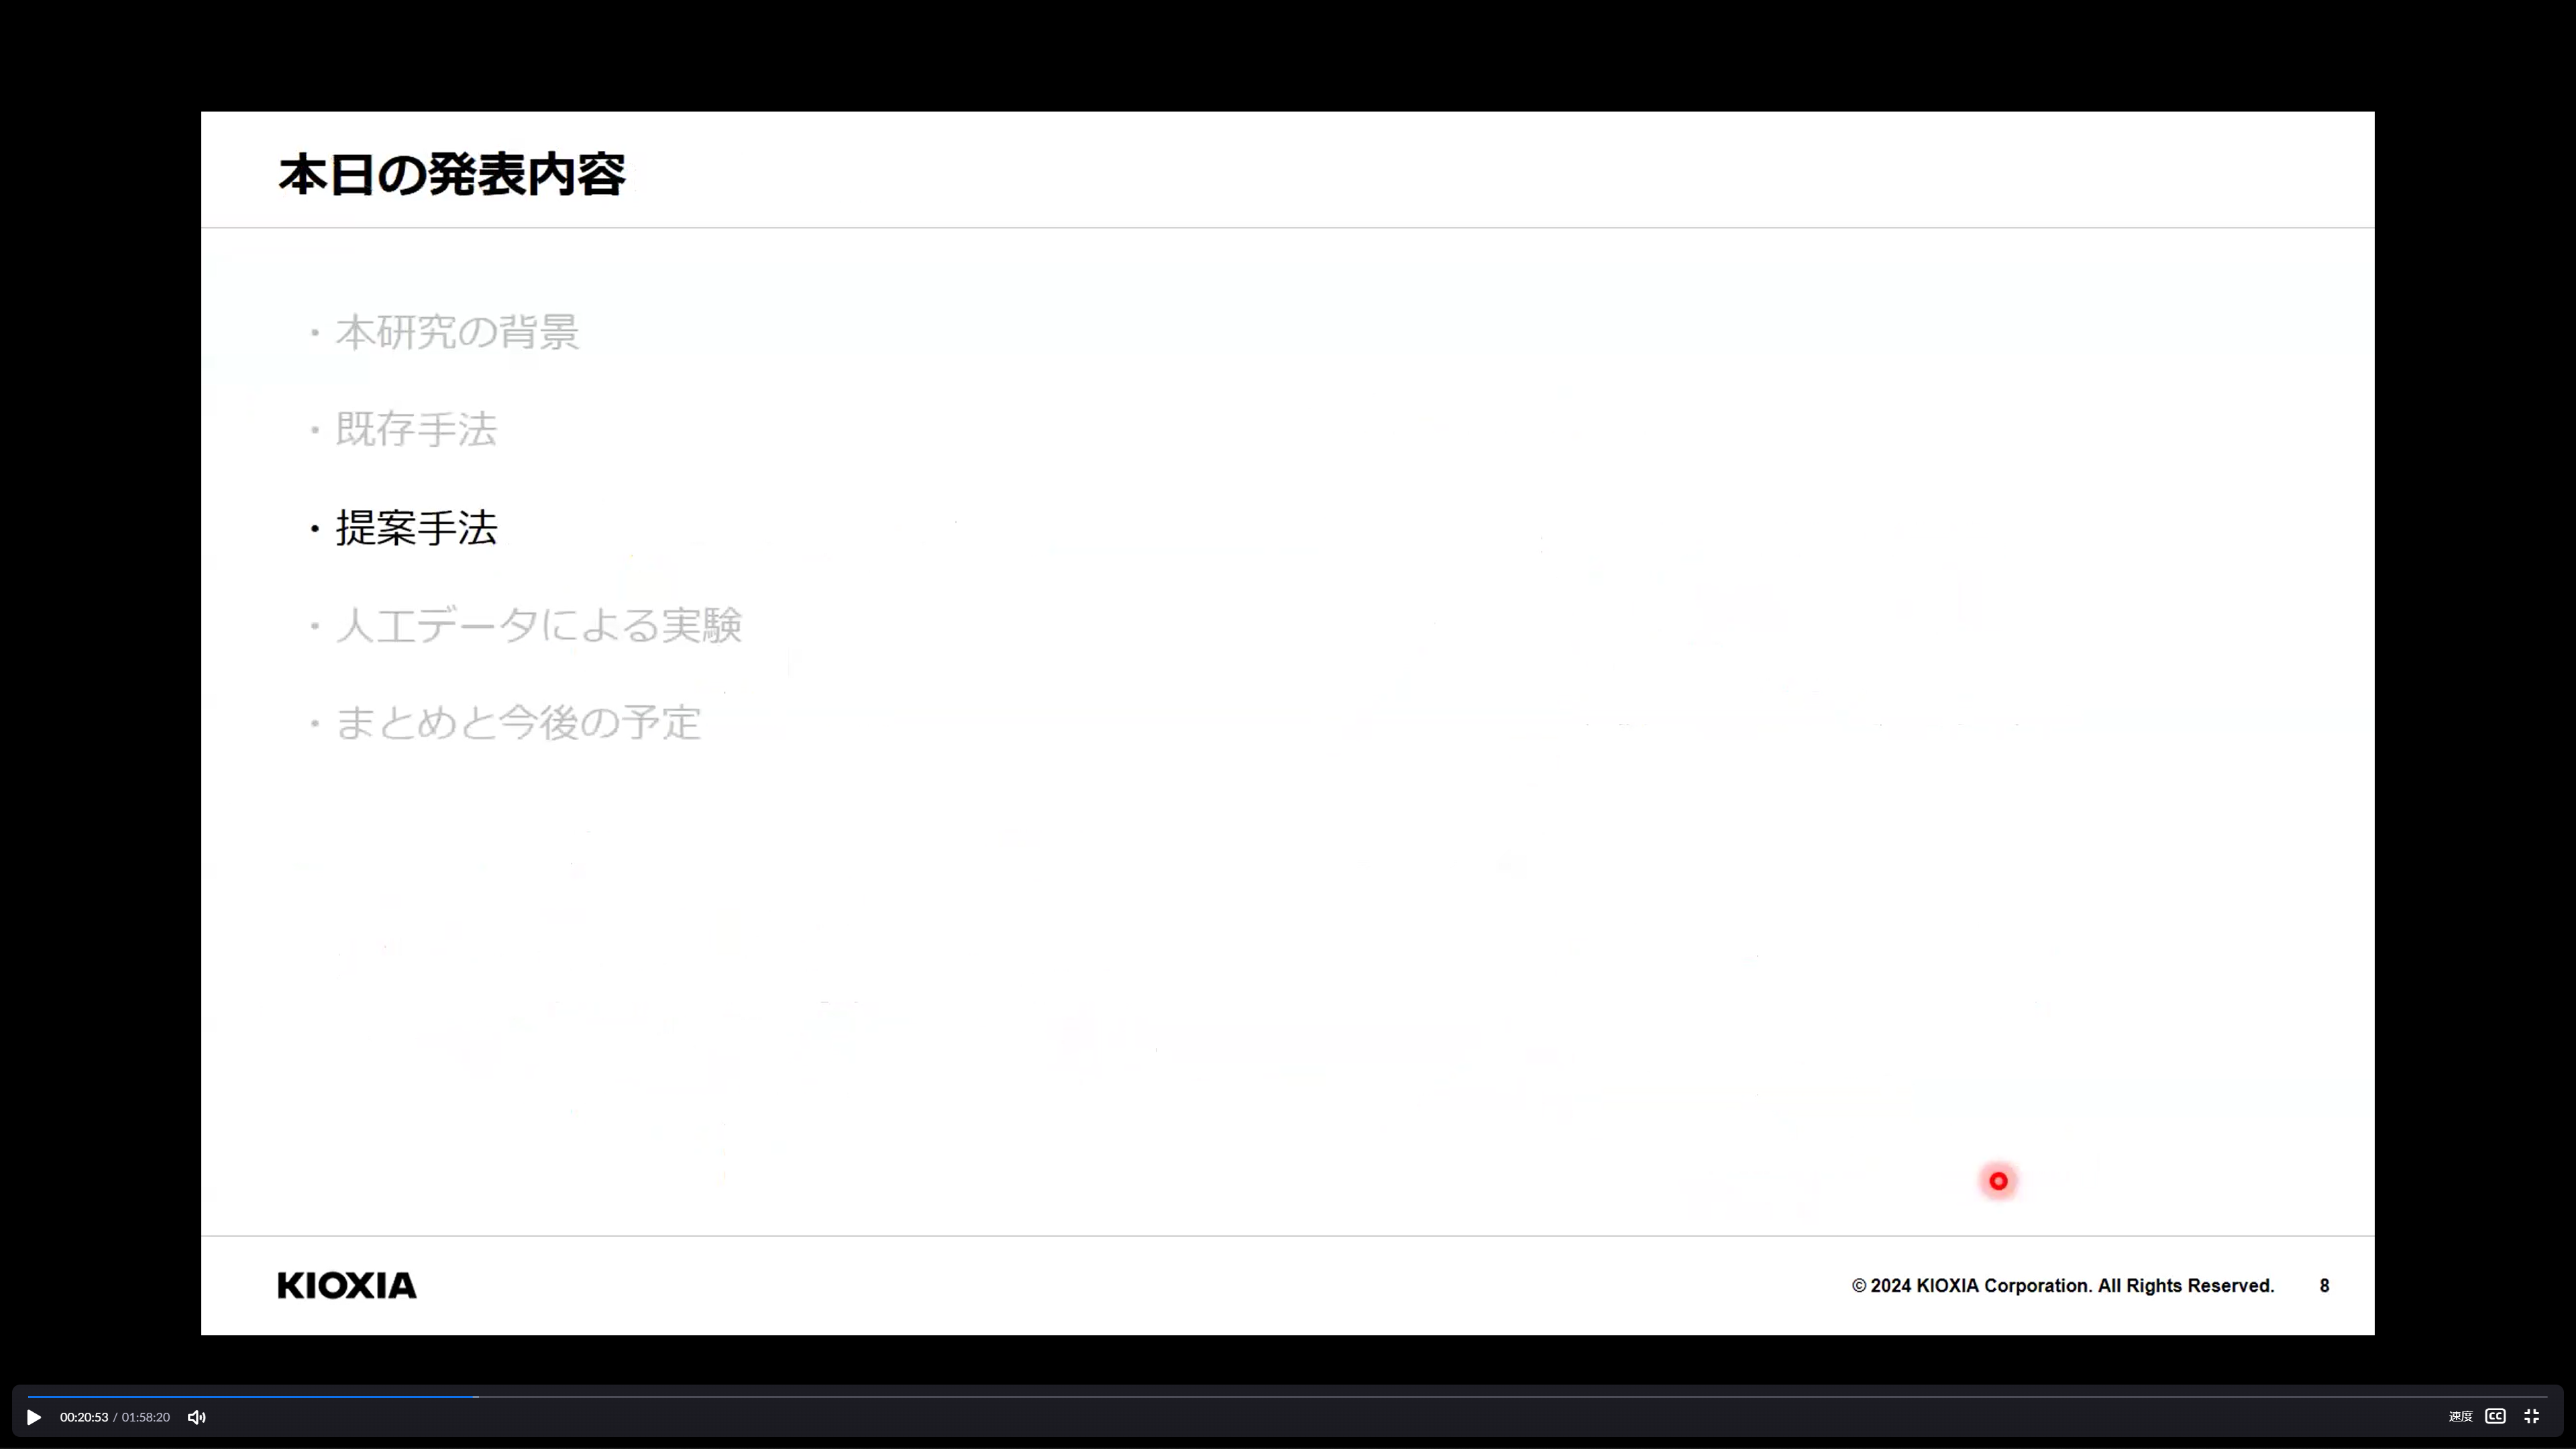 本日の発表内容
・本研究の背景
・既存手法
・提案手法
・人工データによる実験
・まとめと今後の予定
KIOXIA
© 2024 KIOXIA Corporation. All Rights Reserved. 8
00:20:53 / 01:58:20
速度
CC